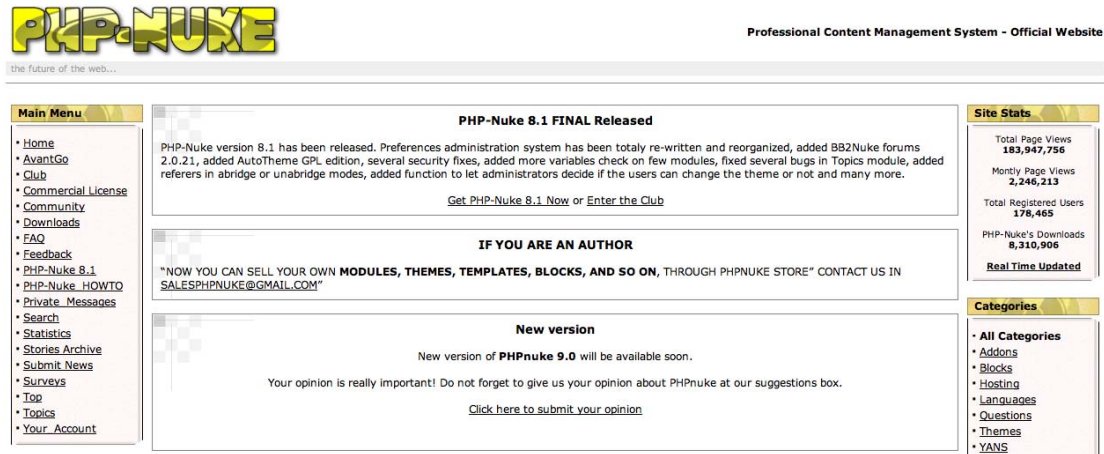 PHP-NUKE
Professional Content Management System - Official Website
the future of the web...
Main Menu
• Home
• AvantGo
• Club
• Commercial License
• Community
• Downloads
• FAQ
• Feedback
• PHP-Nuke 8.1
• PHP-Nuke HOWTO
• Private Messages
• Search
• Statistics
• Stories Archive
• Submit News
• Surveys
• Top
• Topics
• Your Account
PHP-Nuke 8.1 FINAL Released
PHP-Nuke version 8.1 has been released. Preferences administration system has been totaly re-written and reorganized, added BB2Nuke forums
2.0.21, added AutoTheme GPL edition, several security fixes, added more variables check on few modules, fixed several bugs in Topics module, added
referers in abridge or unabridge modes, added function to let administrators decide if the users can change the theme or not and many more.
Get PHP-Nuke 8.1 Now or Enter the Club
IF YOU ARE AN AUTHOR
"NOW YOU CAN SELL YOUR OWN MODULES, THEMES, TEMPLATES, BLOCKS, AND SO ON, THROUGH PHPNUKE STORE" CONTACT US IN
SALESPHPNUKE@GMAIL.COM"
New version
New version of PHPnuke 9.0 will be available soon.
Your opinion is really important! Do not forget to give us your opinion about PHPnuke at our suggestions box.
Click here to submit your opinion
Site Stats
Total Page Views
183,947,756
Montly Page Views
2,246,213
Total Registered Users
178,465
PHP-Nuke's Downloads
8,310,906
Real Time Updated
Categories
• All Categories
• Addons
• Blocks
• Hosting
• Languages
• Questions
• Themes
• YANS